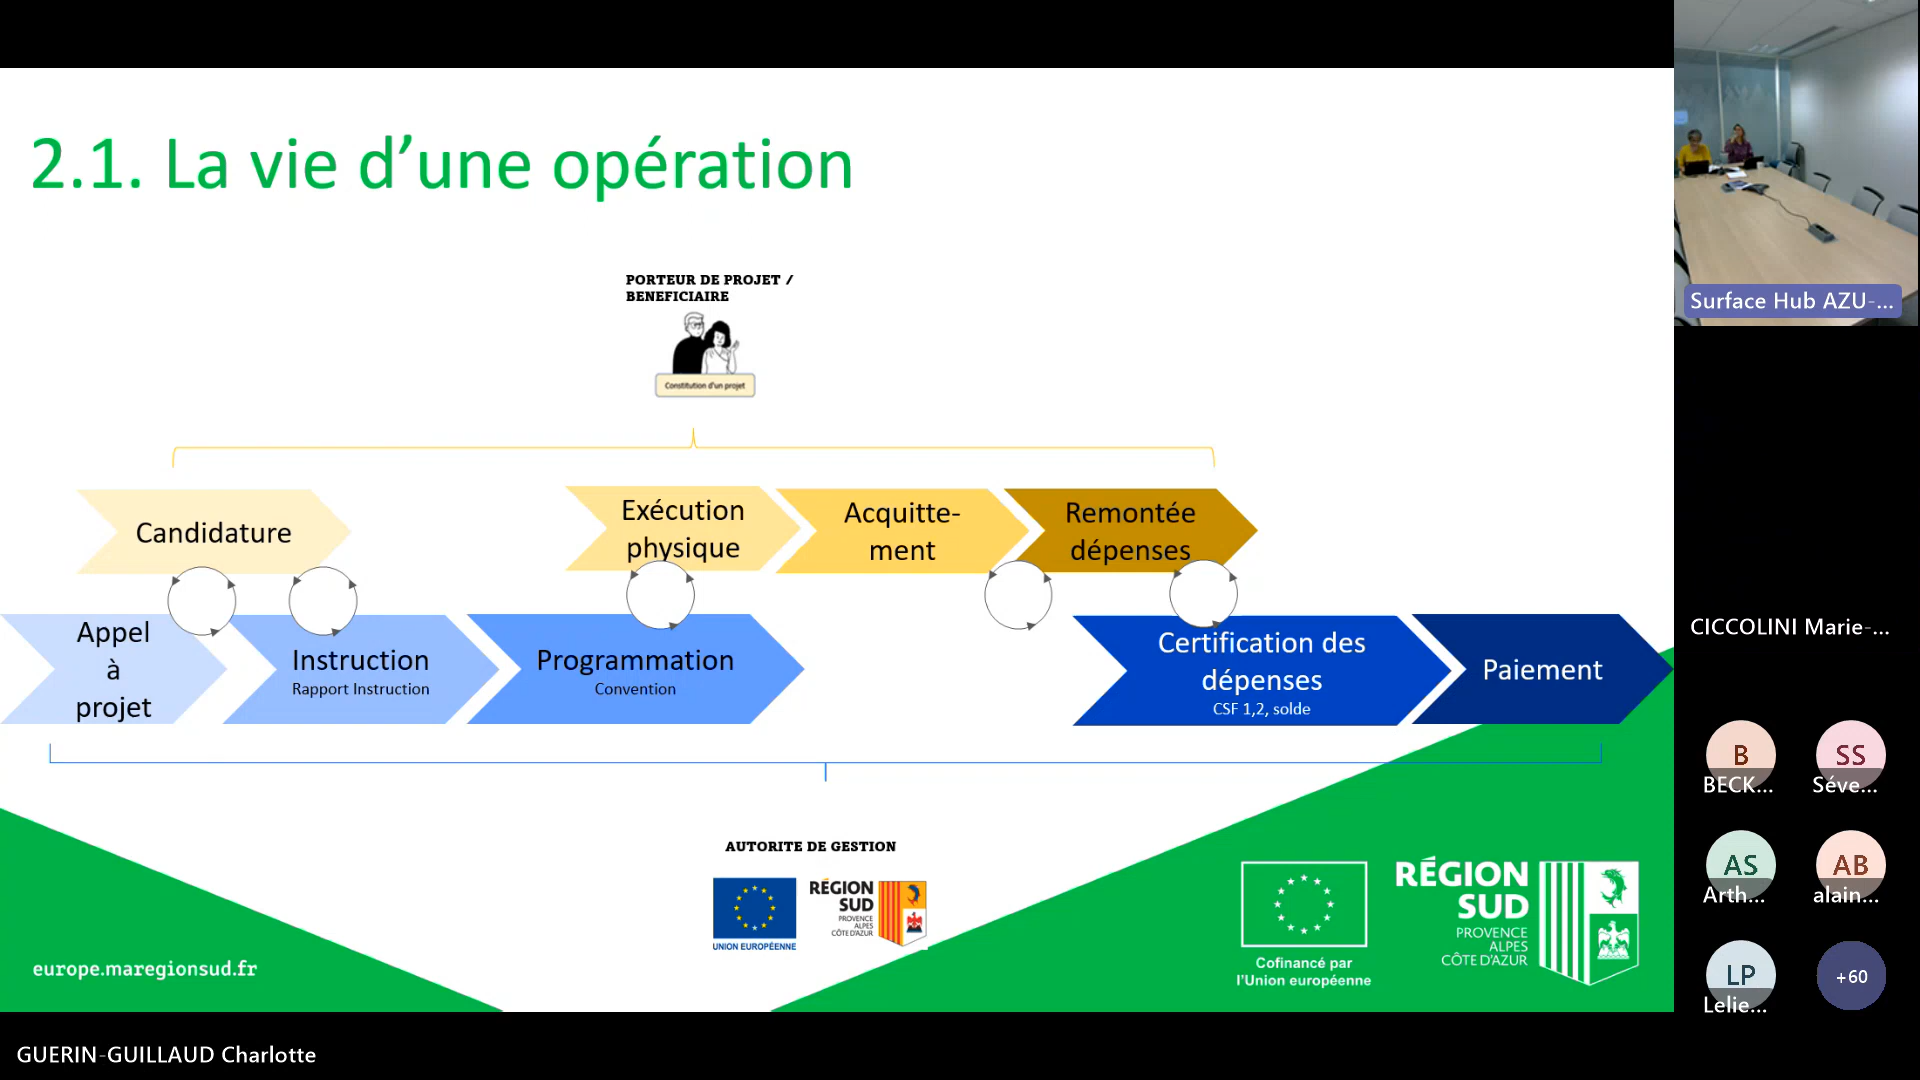 2.1. La vie d’une opération
PORTEUR DE PROJET /
BENEFICIAIRE
Constitution d'un projet
Candidature
Exécution
physique
Acquitte-
ment
Remontée
dépenses
Appel
à
projet
Instruction
Rapport Instruction
Programmation
Convention
Certification des
dépenses
CSF 1,2, solde
Paiement
AUTORITE DE GESTION
UNION EUROPÉENNE
RÉGION
SUD
PROVENCE
ALPES
CÔTE D'AZUR
europe.maregionsud.fr
Cofinancé par
l'Union européenne
RÉGION
SUD
PROVENCE
ALPES
CÔTE D'AZUR
Surface Hub AZU-...
CICCOLINI Marie-...
B
BECK...
SS
Séve...
AS
Arth...
AB
alain...
LP
Lelie...
+60
GUERIN-GUILLAUD Charlotte